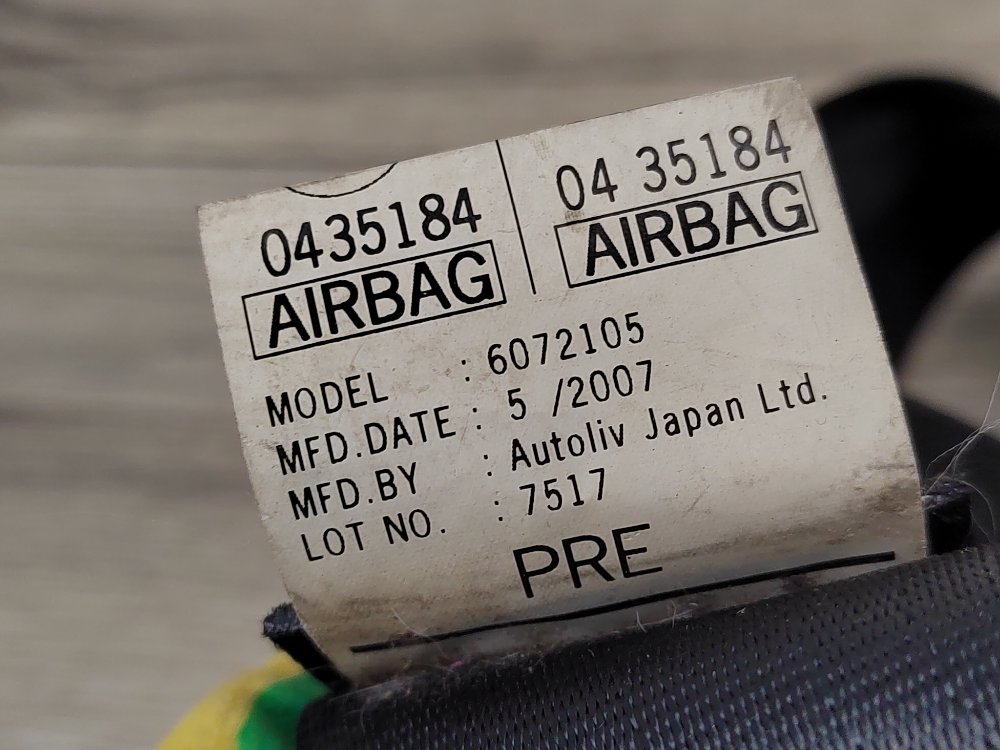 0435184 04 35184
AIRBAG AIRBAG
MODEL : 6072105
MFD.DATE : 5 /2007
MFD.BY : Autoliv Japan Ltd.
LOT NO. : 7517
PRE